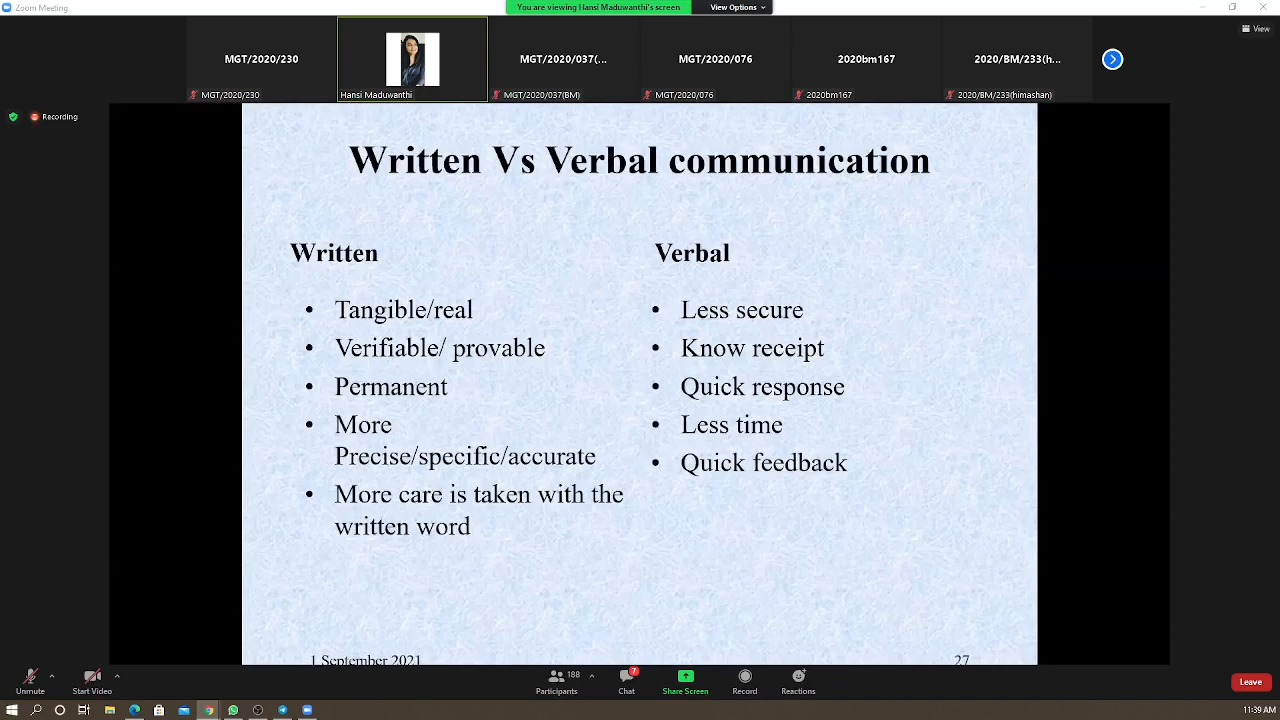 Zoom Meeting
You are viewing Hansi Maduwanthi's screen
View Options
View
MGT/2020/230
MGT/2020/037(...
MGT/2020/076
2020bm167
2020/BM/233(h...
MGT/2020/230
Hansi Maduwanthi
MGT/2020/037(BM)
MGT/2020/076
2020bm167
2020/BM/233(himashan)
Recording
Written Vs Verbal communication
Written
• Tangible/real
• Verifiable/ provable
• Permanent
• More
Precise/specific/accurate
• More care is taken with the
written word
Verbal
• Less secure
• Know receipt
• Quick response
• Less time
• Quick feedback
1 September 2021
27
Unmute
Start Video
188
Participants
7
Chat
Share Screen
Record
Reactions
Leave
11:39 AM